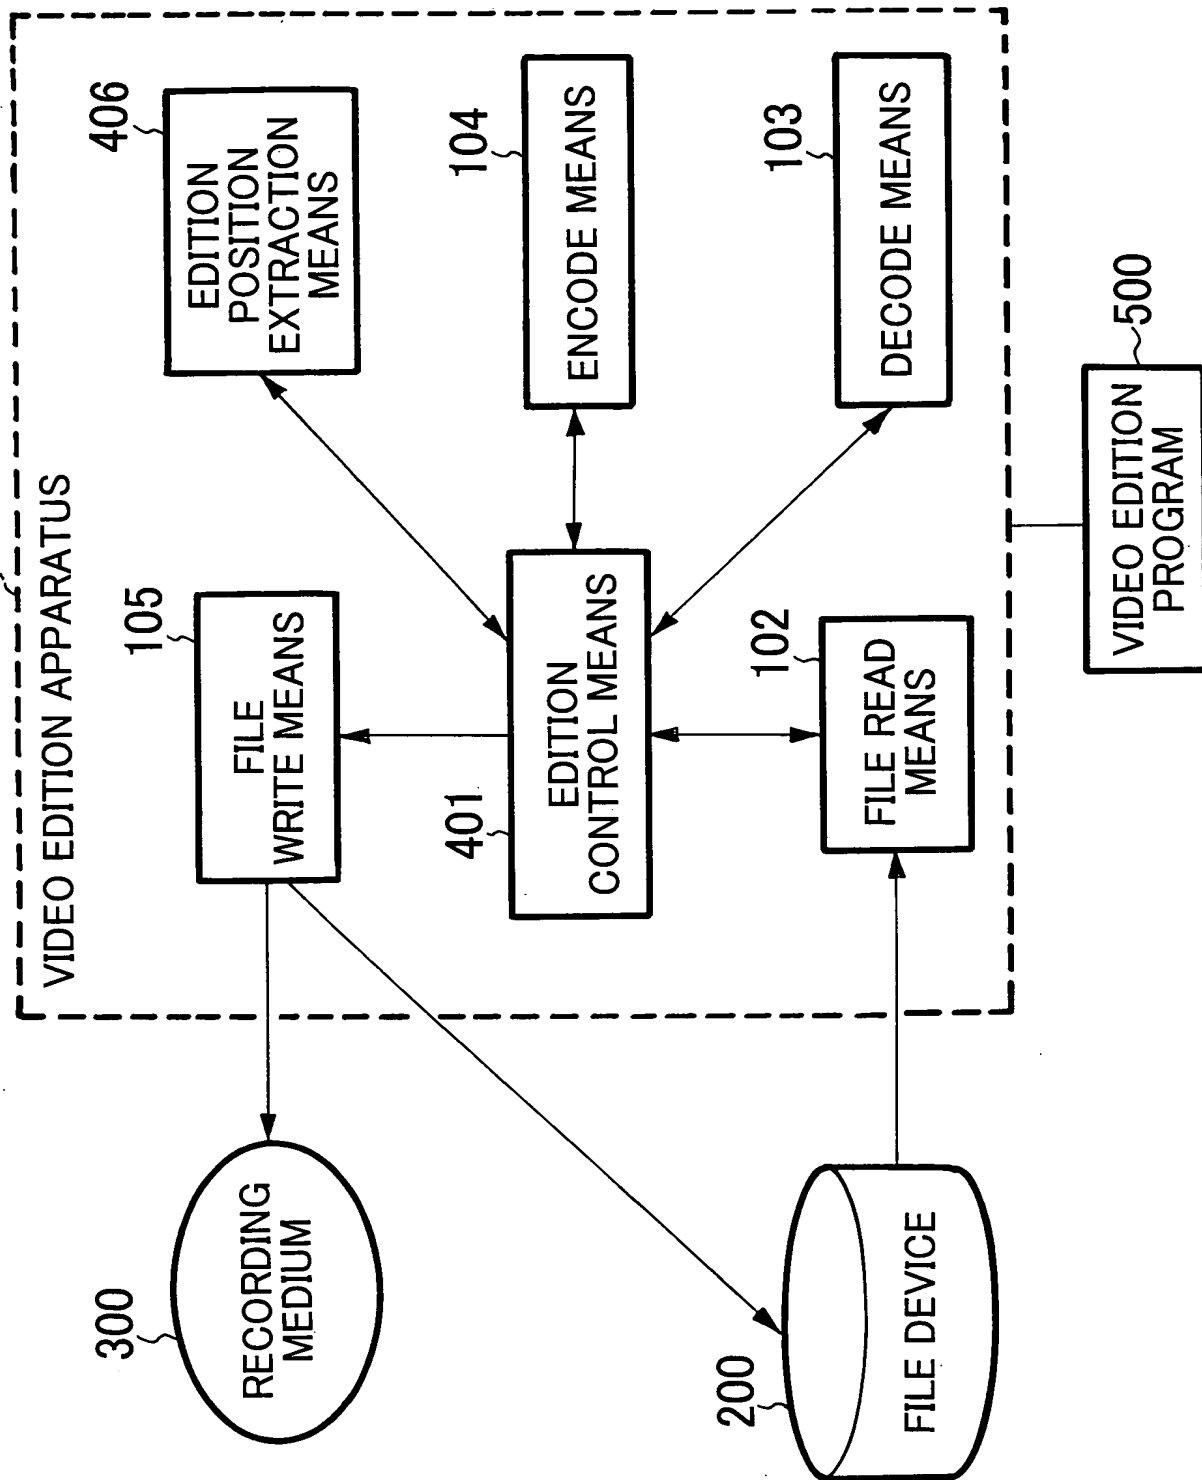 VIDEO EDITION APPARATUS
300
RECORDING
MEDIUM
105
FILE
WRITE MEANS
406
EDITION
POSITION
EXTRACTION
MEANS
401
EDITION
CONTROL MEANS
104
ENCODE MEANS
200
FILE DEVICE
102
FILE READ
MEANS
103
DECODE MEANS
500
VIDEO EDITION
PROGRAM